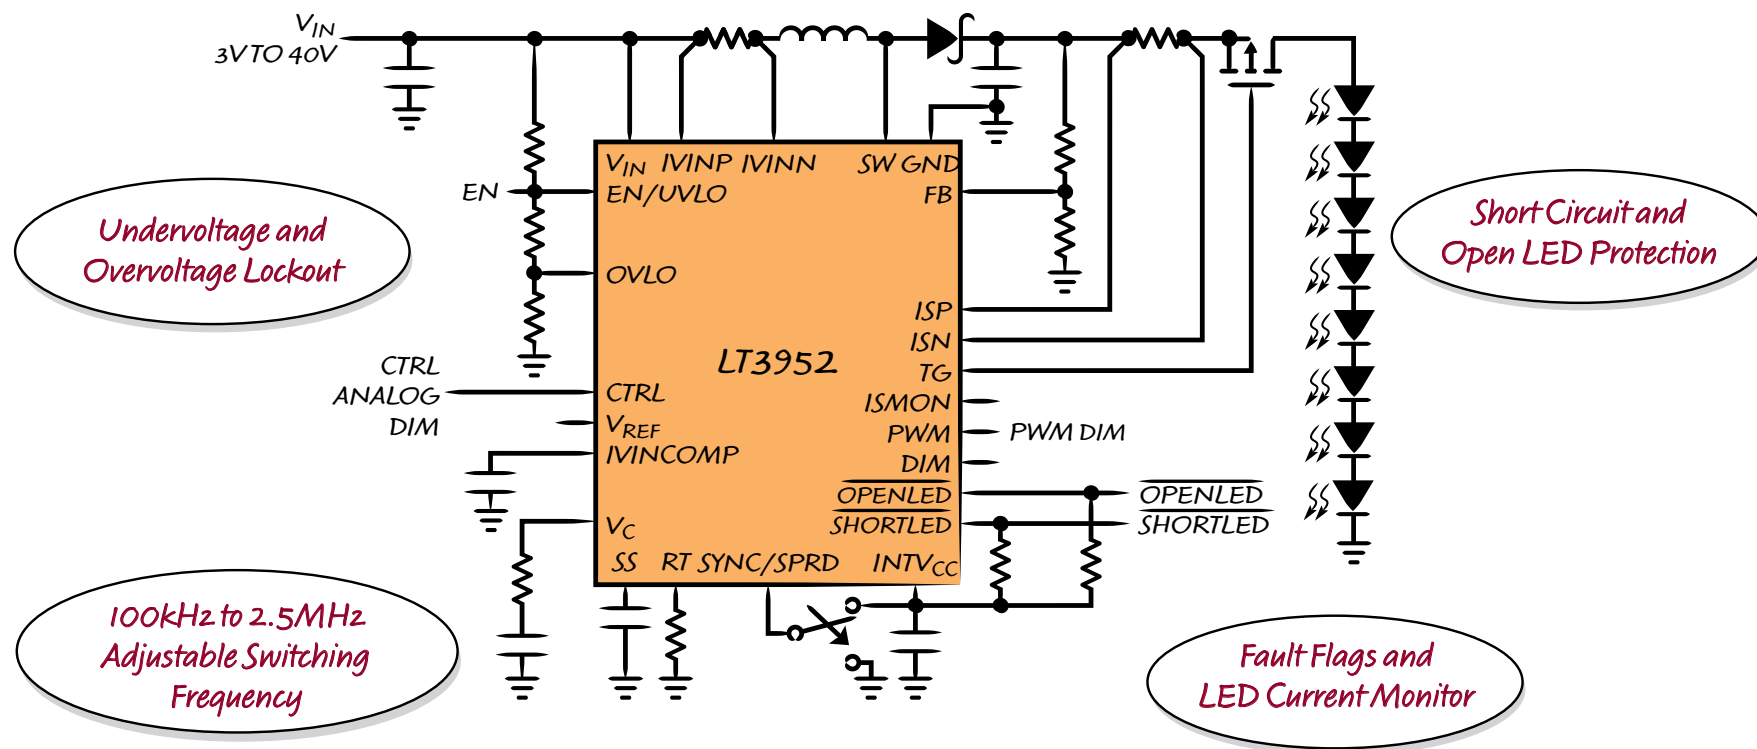 VIN
3V TO 40V
VIN IVINP IVINN SW GND
EN EN/UVLO FB
Undervoltage and
Overvoltage Lockout
OVLO
Short Circuit and
Open LED Protection
ISP
ISN
LT3952
TG
CTRL
ANALOG
DIM
CTRL
ISMON
VREF
PWM PWM DIM
IVINCOMP
DIM
OPENLED OPENLED
SHORTLED SHORTLED
VC
SS RT SYNC/SPRD INTVCC
100kHz to 2.5MHz
Adjustable Switching
Frequency
Fault Flags and
LED Current Monitor